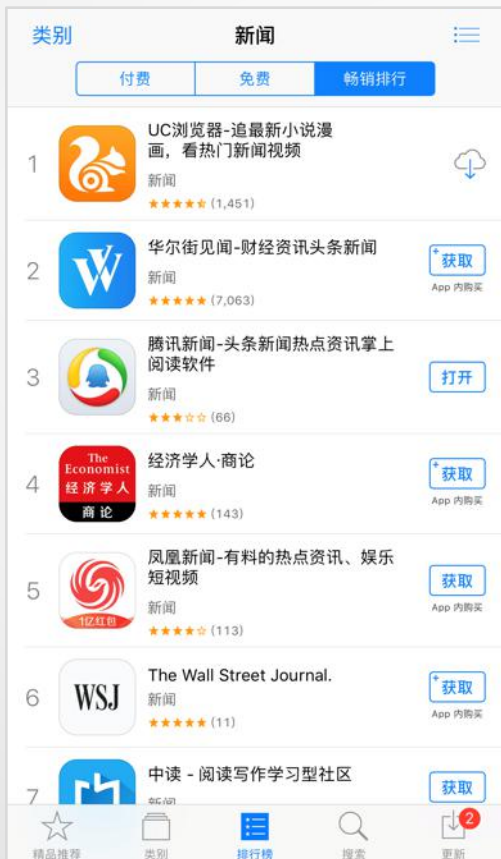 类别
新闻
付费
免费
畅销排行
1
UC浏览器-追最新小说漫
画，看热门新闻视频
新闻
(1,451)
2
华尔街见闻-财经资讯头条新闻
新闻
(7,063)
+获取
App 内购买
3
腾讯新闻-头条新闻热点资讯掌上
阅读软件
新闻
(66)
打开
4
The
Economist
经济学人
商论
经济学人·商论
新闻
(143)
+获取
App 内购买
5
1亿红包
凤凰新闻-有料的热点资讯、娱乐
短视频
新闻
(113)
获取
App 内购买
6
WSJ
The Wall Street Journal.
新闻
(11)
+获取
App 内购买
7
中读 - 阅读写作学习型社区
新闻
获取
2
精品推荐
类别
排行榜
搜索
更新